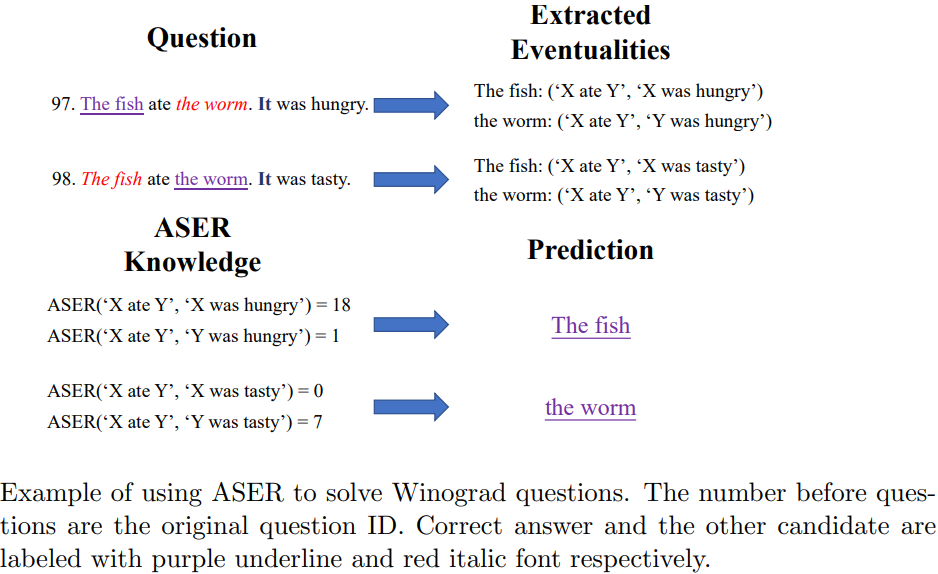 Question
Extracted
Eventualities
97. The fish ate the worm. It was hungry.
The fish: (‘X ate Y’, ‘X was hungry’)
the worm: (‘X ate Y’, ‘Y was hungry’)
98. The fish ate the worm. It was tasty.
The fish: (‘X ate Y’, ‘X was tasty’)
the worm: (‘X ate Y’, ‘Y was tasty’)
ASER
Knowledge
Prediction
ASER(‘X ate Y’, ‘X was hungry’) = 18
ASER(‘X ate Y’, ‘Y was hungry’) = 1
The fish
ASER(‘X ate Y’, ‘X was tasty’) = 0
ASER(‘X ate Y’, ‘Y was tasty’) = 7
the worm
Example of using ASER to solve Winograd questions. The number before ques-
tions are the original question ID. Correct answer and the other candidate are
labeled with purple underline and red italic font respectively.